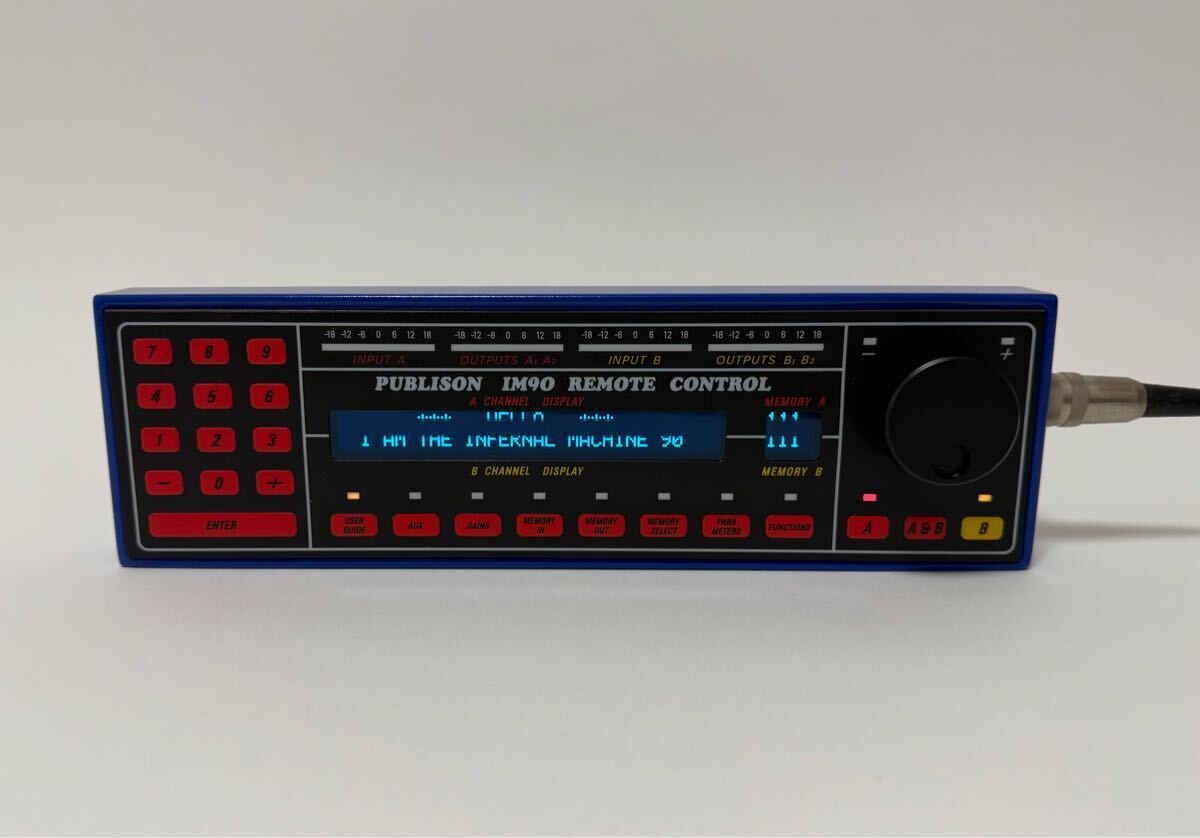 7 8 9
4 5 6
1 2 3
− 0 +
ENTER
-18 -12 -6 0 6 12 18
INPUT A
-18 -12 -6 0 6 12 18
OUTPUTS A1 A2
-18 -12 -6 0 6 12 18
INPUT B
-18 -12 -6 0 6 12 18
OUTPUTS B1 B2
PUBLISON IM90 REMOTE CONTROL
A CHANNEL DISPLAY
MEMORY A
HELLO
111
I AM THE INFERNAL MACHINE 90
111
B CHANNEL DISPLAY
MEMORY B
USER
GUIDE
AUX
GAINS
MEMORY
IN
MEMORY
OUT
MEMORY
SELECT
PARA
METERS
FUNCTIONS
− +
A A&B B